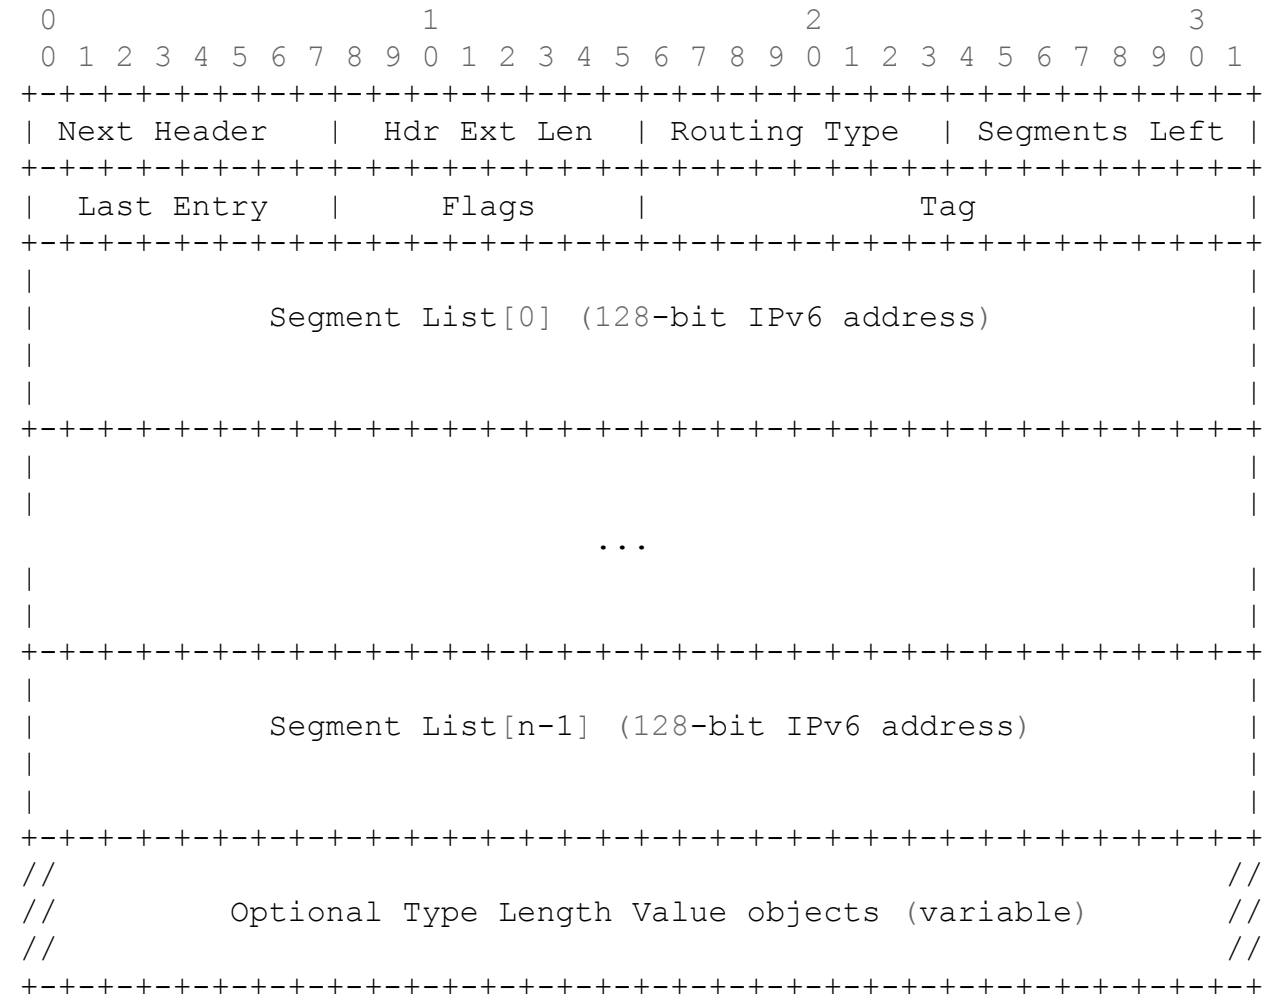 0                   1                   2                   3
 0 1 2 3 4 5 6 7 8 9 0 1 2 3 4 5 6 7 8 9 0 1 2 3 4 5 6 7 8 9 0 1
+-+-+-+-+-+-+-+-+-+-+-+-+-+-+-+-+-+-+-+-+-+-+-+-+-+-+-+-+-+-+-+-+
| Next Header   |  Hdr Ext Len  | Routing Type  | Segments Left |
+-+-+-+-+-+-+-+-+-+-+-+-+-+-+-+-+-+-+-+-+-+-+-+-+-+-+-+-+-+-+-+-+
|  Last Entry   |     Flags     |              Tag              |
+-+-+-+-+-+-+-+-+-+-+-+-+-+-+-+-+-+-+-+-+-+-+-+-+-+-+-+-+-+-+-+-+
|                                                               |
|            Segment List[0] (128-bit IPv6 address)             |
|                                                               |
|                                                               |
+-+-+-+-+-+-+-+-+-+-+-+-+-+-+-+-+-+-+-+-+-+-+-+-+-+-+-+-+-+-+-+-+
|                                                               |
|                                                               |
                              ...
|                                                               |
|                                                               |
+-+-+-+-+-+-+-+-+-+-+-+-+-+-+-+-+-+-+-+-+-+-+-+-+-+-+-+-+-+-+-+-+
|                                                               |
|            Segment List[n-1] (128-bit IPv6 address)           |
|                                                               |
|                                                               |
+-+-+-+-+-+-+-+-+-+-+-+-+-+-+-+-+-+-+-+-+-+-+-+-+-+-+-+-+-+-+-+-+
//                                                             //
//         Optional Type Length Value objects (variable)       //
//                                                             //
+-+-+-+-+-+-+-+-+-+-+-+-+-+-+-+-+-+-+-+-+-+-+-+-+-+-+-+-+-+-+-+-+